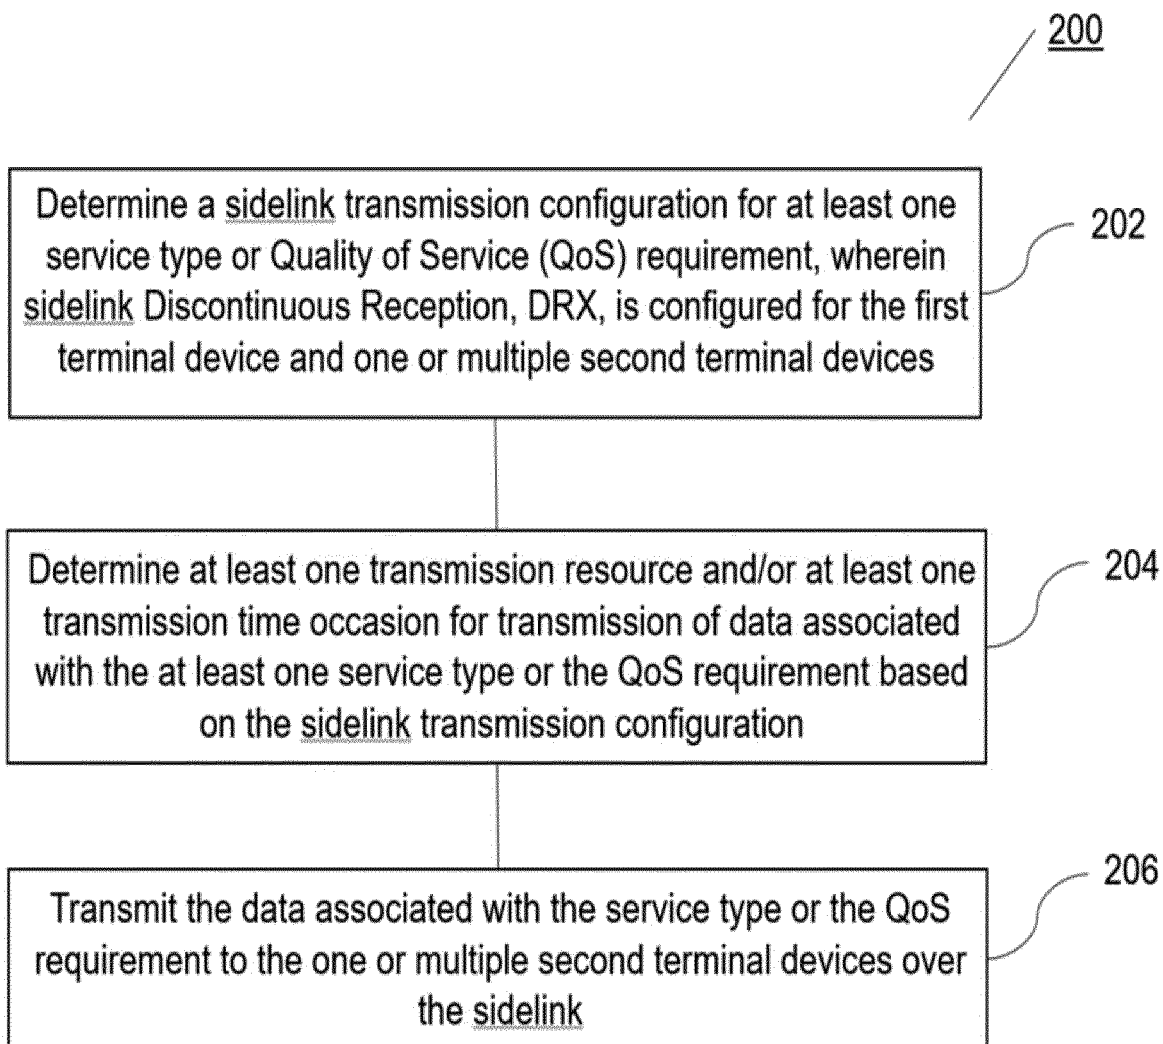 200
Determine a sidelink transmission configuration for at least one
service type or Quality of Service (QoS) requirement, wherein
sidelink Discontinuous Reception, DRX, is configured for the first
terminal device and one or multiple second terminal devices
202
Determine at least one transmission resource and/or at least one
transmission time occasion for transmission of data associated
with the at least one service type or the QoS requirement based
on the sidelink transmission configuration
204
Transmit the data associated with the service type or the QoS
requirement to the one or multiple second terminal devices over
the sidelink
206